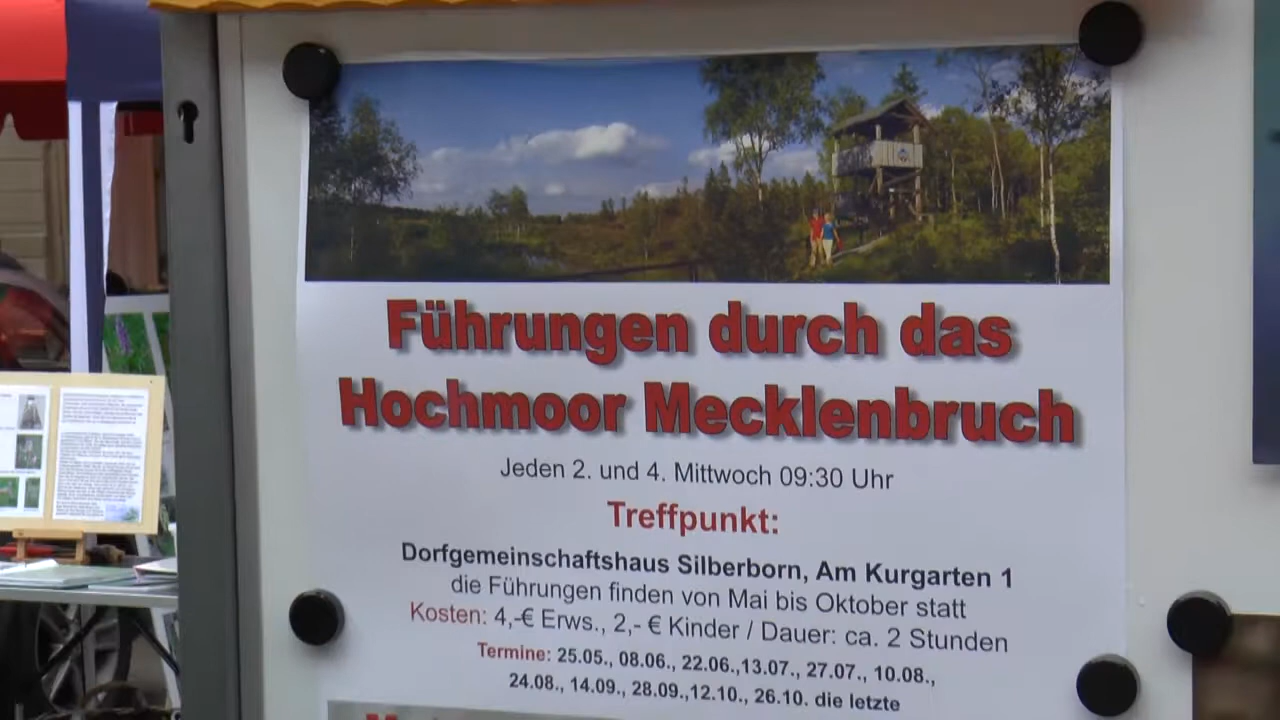 Führungen durch das
Hochmoor Mecklenbruch
Jeden 2. und 4. Mittwoch 09:30 Uhr
Treffpunkt:
Dorfgemeinschaftshaus Silberborn, Am Kurgarten 1
die Führungen finden von Mai bis Oktober statt
Kosten: 4,-€ Erws., 2,- € Kinder / Dauer: ca. 2 Stunden
Termine: 25.05., 08.06., 22.06.,13.07., 27.07., 10.08.,
24.08., 14.09., 28.09.,12.10., 26.10. die letzte